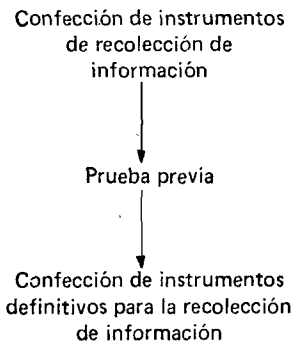 Confección de instrumentos
de recolección de
información
Prueba previa
Confección de instrumentos
definitivos para la recolección
de información